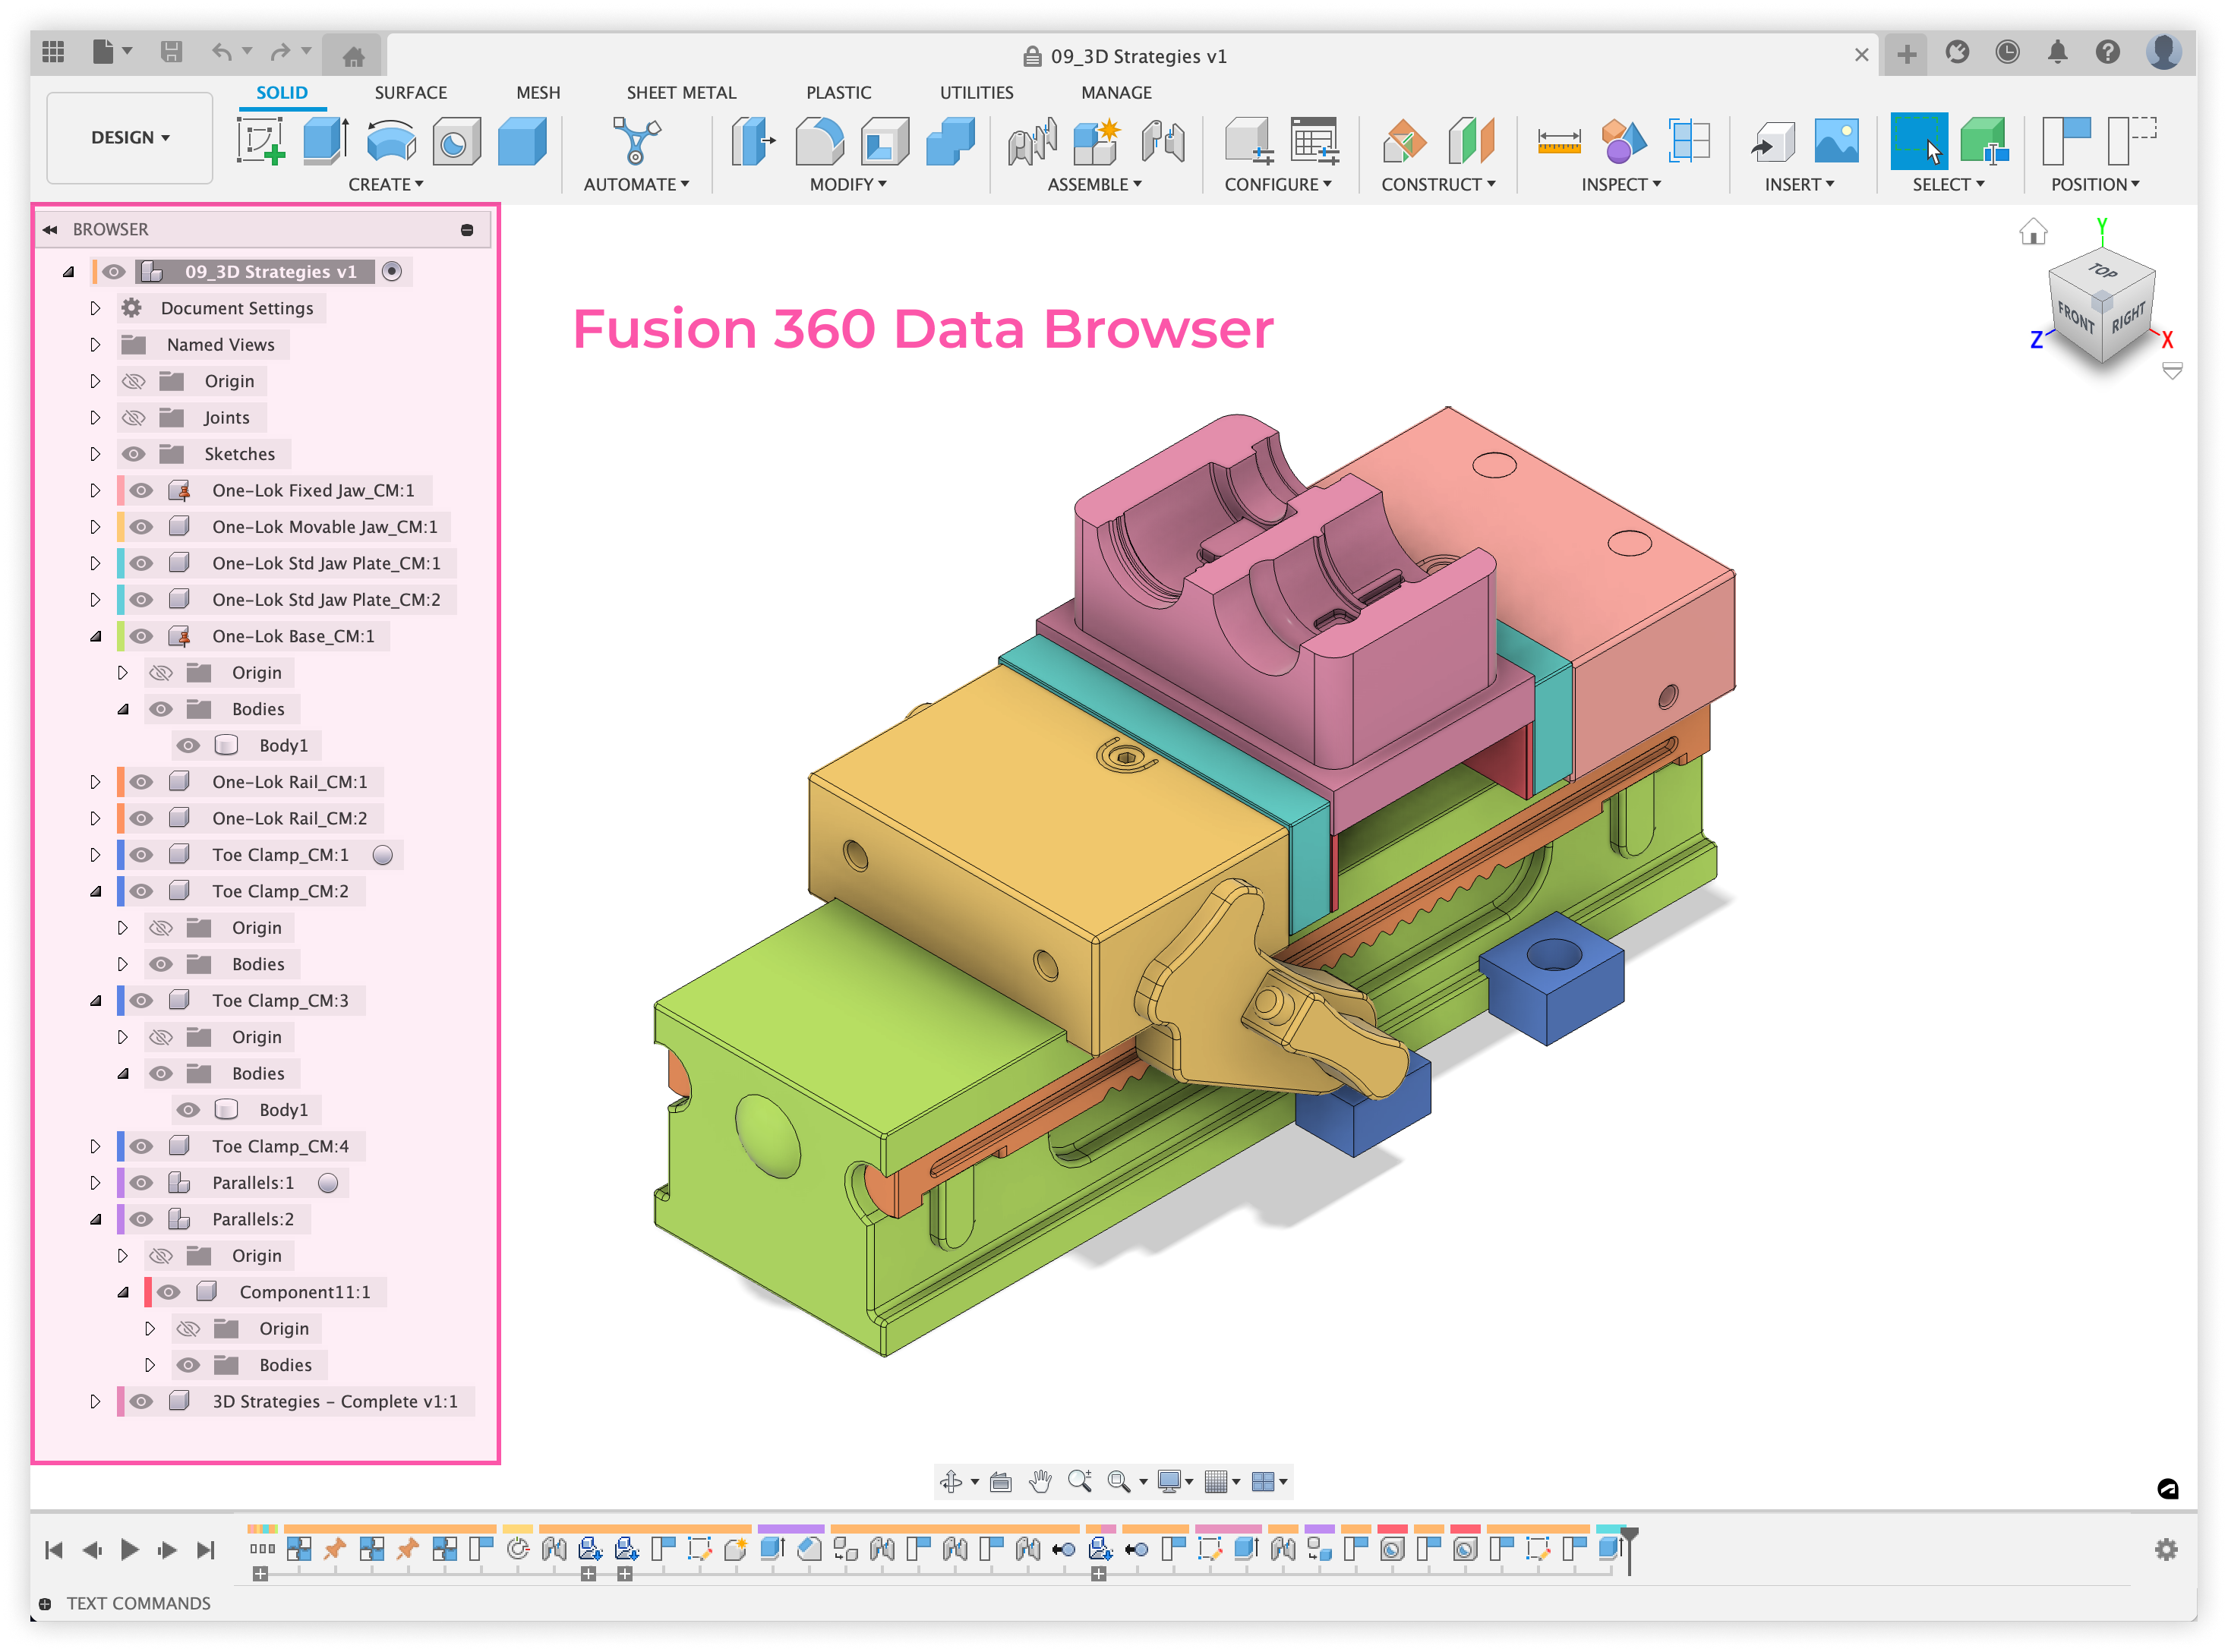 09_3D Strategies v1
SOLID SURFACE MESH SHEET METAL PLASTIC UTILITIES MANAGE
DESIGN
CREATE AUTOMATE MODIFY ASSEMBLE CONFIGURE CONSTRUCT INSPECT INSERT SELECT POSITION
BROWSER
09_3D Strategies v1
Document Settings
Named Views
Origin
Joints
Sketches
One-Lok Fixed Jaw_CM:1
One-Lok Movable Jaw_CM:1
One-Lok Std Jaw Plate_CM:1
One-Lok Std Jaw Plate_CM:2
One-Lok Base_CM:1
Origin
Bodies
Body1
One-Lok Rail_CM:1
One-Lok Rail_CM:2
Toe Clamp_CM:1
Toe Clamp_CM:2
Origin
Bodies
Toe Clamp_CM:3
Origin
Bodies
Body1
Toe Clamp_CM:4
Parallels:1
Parallels:2
Origin
Component11:1
Origin
Bodies
3D Strategies - Complete v1:1
Fusion 360 Data Browser
Y
TOP
FRONT RIGHT
Z X
TEXT COMMANDS